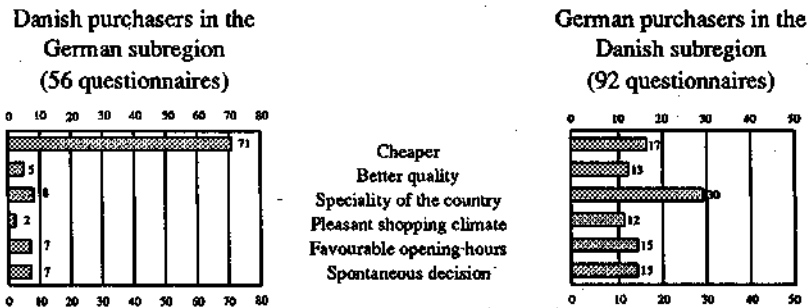 Danish purchasers in the
German subregion
(56 questionnaires)
0 10 20 30 40 50 60 70 80
71
5
8
2
7
7
0 10 20 30 40 50 60 70 80
Cheaper
Better quality
Speciality of the country
Pleasant shopping climate
Favourable opening-hours
Spontaneous decision
German purchasers in the
Danish subregion
(92 questionnaires)
0 10 20 30 40 50
17
13
30
12
15
15
0 10 20 30 40 50